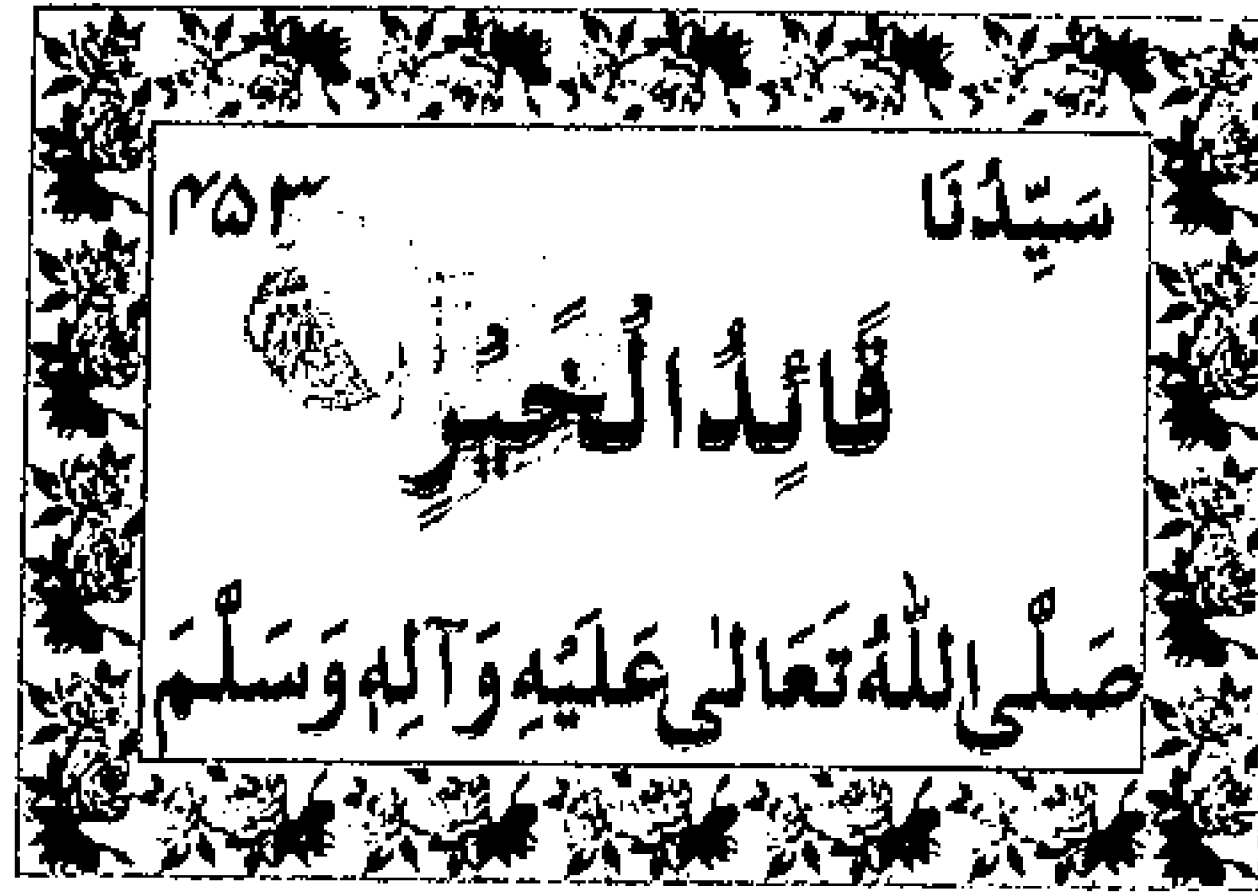 سَيِّدُنَا ۴۵۳
قَائِدُ الْخَيْرِ
صَلَّى اللّٰهُ تَعَالٰى عَلَيْهِ وَآلِهٖ وَسَلَّمَ